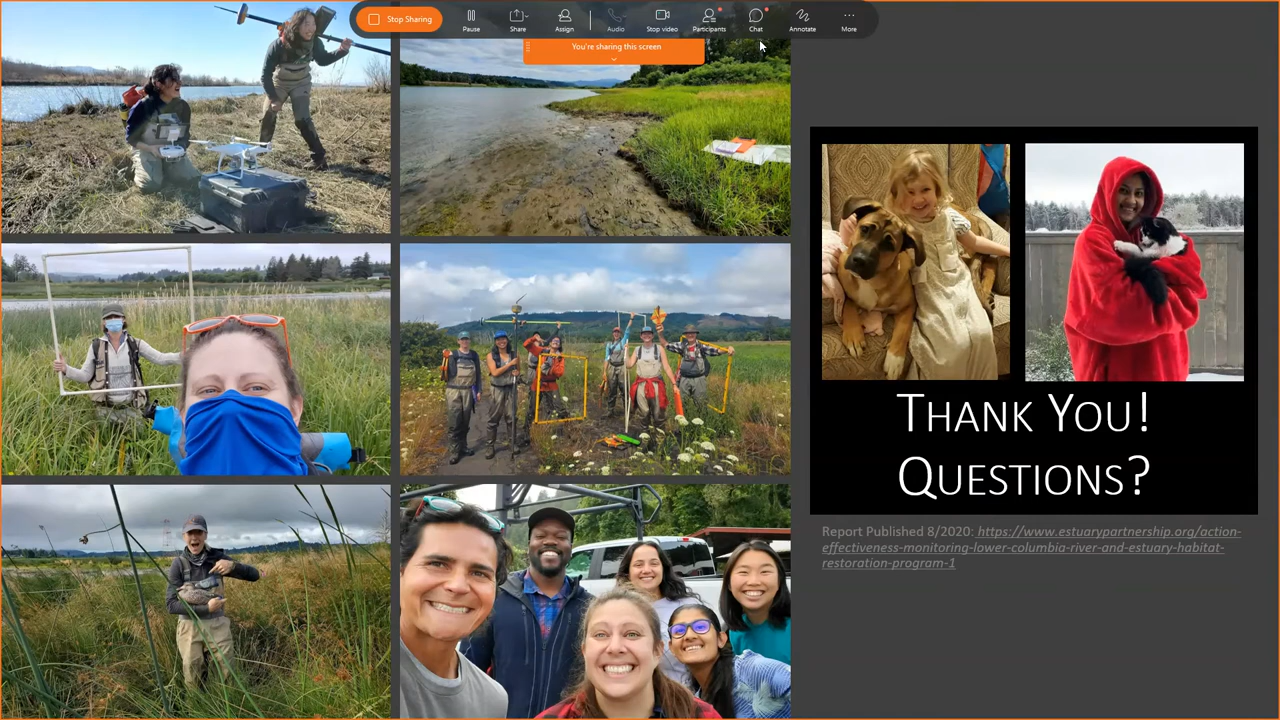 Stop Sharing
Pause
Share
Assign
Audio
Stop video
Participants
Chat
Annotate
More
You're sharing this screen
THANK YOU!
QUESTIONS?
Report Published 8/2020: https://www.estuarypartnership.org/action-
effectiveness-monitoring-lower-columbia-river-and-estuary-habitat-
restoration-program-1